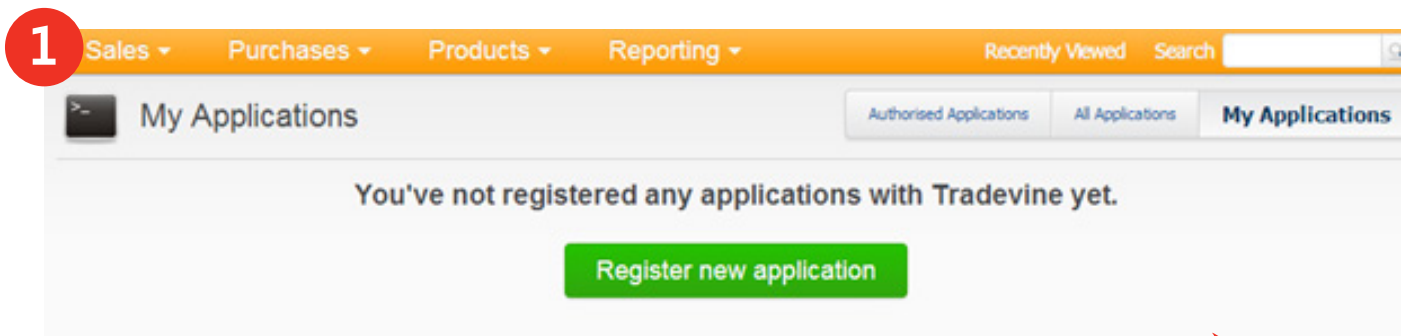 1
Sales Purchases Products Reporting Recently Viewed Search
>_ My Applications Authorised Applications All Applications My Applications
You've not registered any applications with Tradevine yet.
Register new application